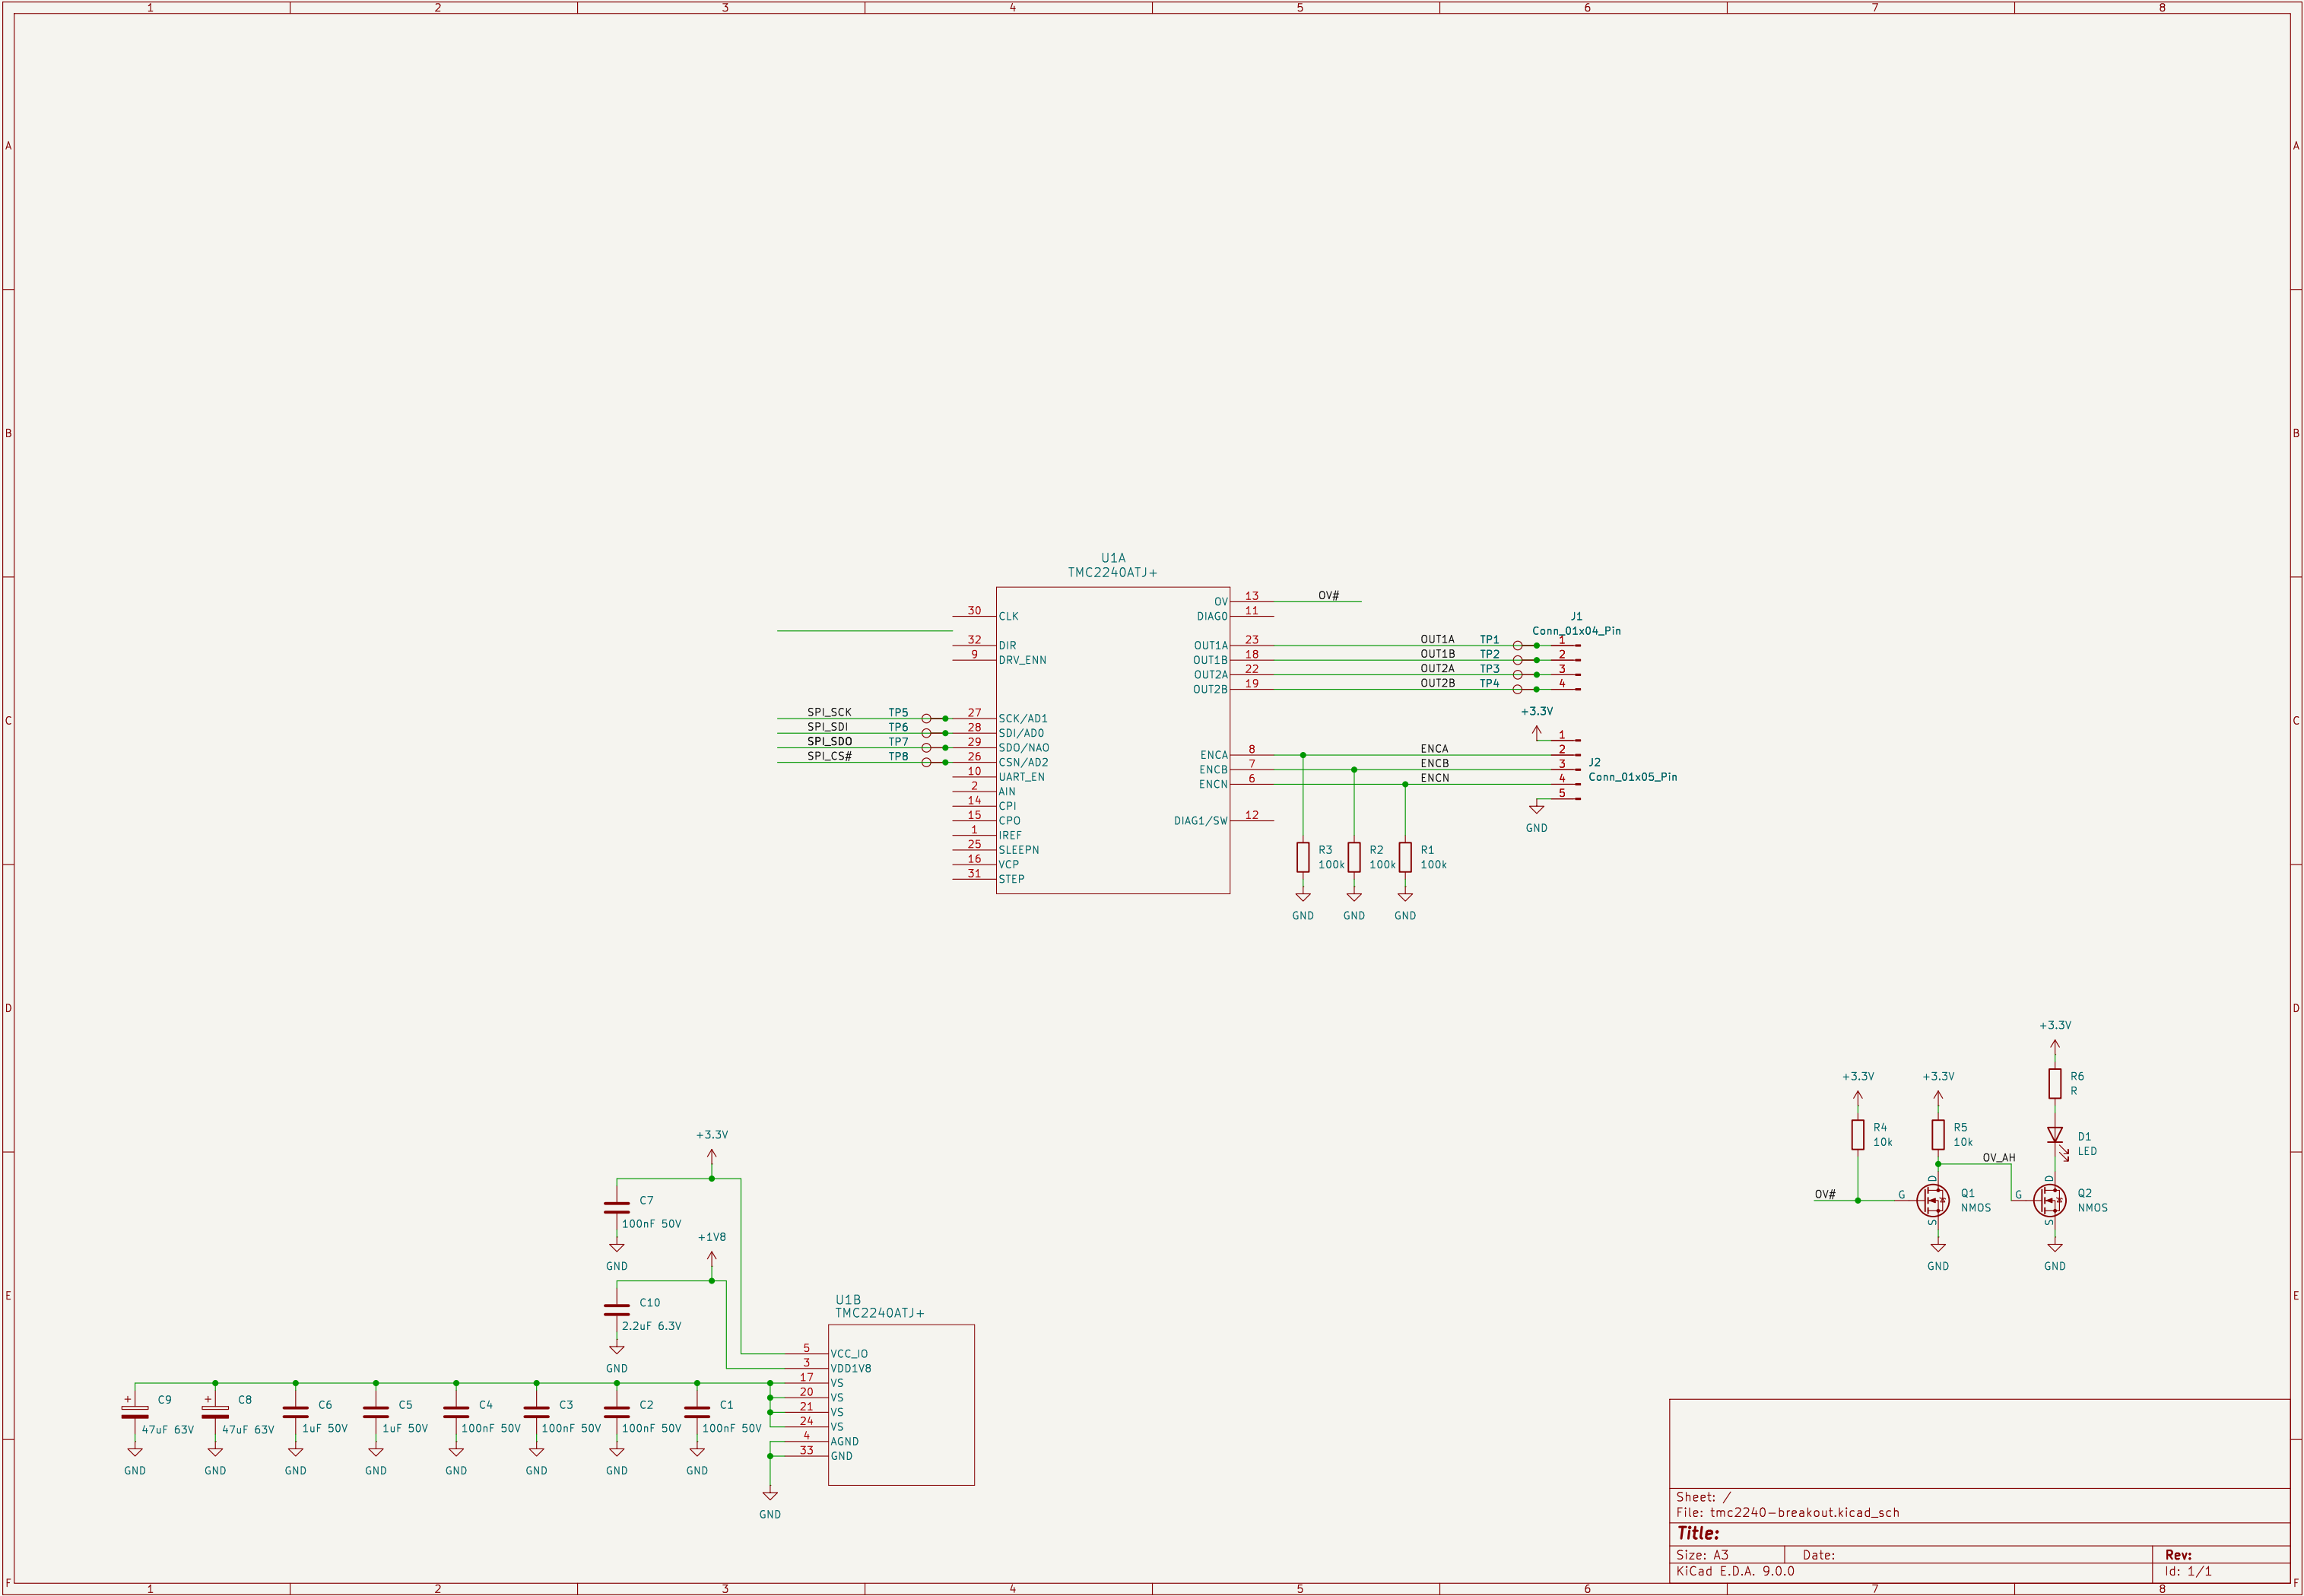 1 2 3 4 5 6 7 8
A A
B B
C C
D D
E E
F F
U1A
TMC2240ATJ+
30 CLK
32 DIR
9 DRV_ENN
SPI_SCK TP5 27 SCK/AD1
SPI_SDI TP6 28 SDI/AD0
SPI_SDO TP7 29 SDO/NAO
SPI_CS# TP8 26 CSN/AD2
10 UART_EN
2 AIN
14 CPI
15 CPO
1 IREF
25 SLEEPN
16 VCP
31 STEP
OV 13 OV#
DIAG0 11
OUT1A 23 OUT1A TP1 1
OUT1B 18 OUT1B TP2 2
OUT2A 22 OUT2A TP3 3
OUT2B 19 OUT2B TP4 4
J1
Conn_01x04_Pin
+3.3V
1
ENCA 8 ENCA 2
ENCB 7 ENCB 3
ENCN 6 ENCN 4
5
J2
Conn_01x05_Pin
GND
DIAG1/SW 12
R3
100k
R2
100k
R1
100k
GND GND GND
+3.3V
R6
R
D1
LED
+3.3V +3.3V
R4
10k
R5
10k
OV_AH
OV#
G D S
Q1
NMOS
G D S
Q2
NMOS
GND GND
+3.3V
C7
100nF 50V
GND
+1V8
C10
2.2uF 6.3V
GND
U1B
TMC2240ATJ+
5 VCC_IO
3 VDD1V8
17 VS
20 VS
21 VS
24 VS
4 AGND
33 GND
GND
+ C9
47uF 63V
GND
+ C8
47uF 63V
GND
C6
1uF 50V
GND
C5
1uF 50V
GND
C4
100nF 50V
GND
C3
100nF 50V
GND
C2
100nF 50V
GND
C1
100nF 50V
GND
Sheet: /
File: tmc2240-breakout.kicad_sch
Title:
Size: A3 Date: Rev:
KiCad E.D.A. 9.0.0 Id: 1/1
1 2 3 4 5 6 7 8